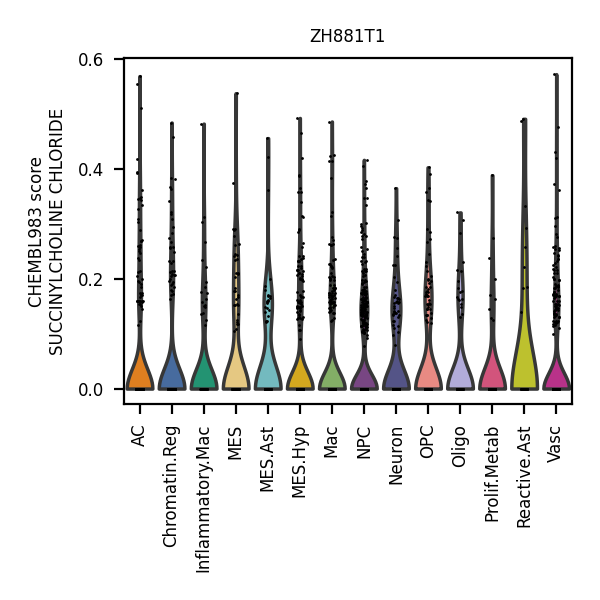 ZH881T1
CHEMBL983 score
SUCCINYLCHOLINE CHLORIDE
0.6
0.4
0.2
0.0
AC
Chromatin.Reg
Inflammatory.Mac
MES
MES.Ast
MES.Hyp
Mac
NPC
Neuron
OPC
Oligo
Prolif.Metab
Reactive.Ast
Vasc